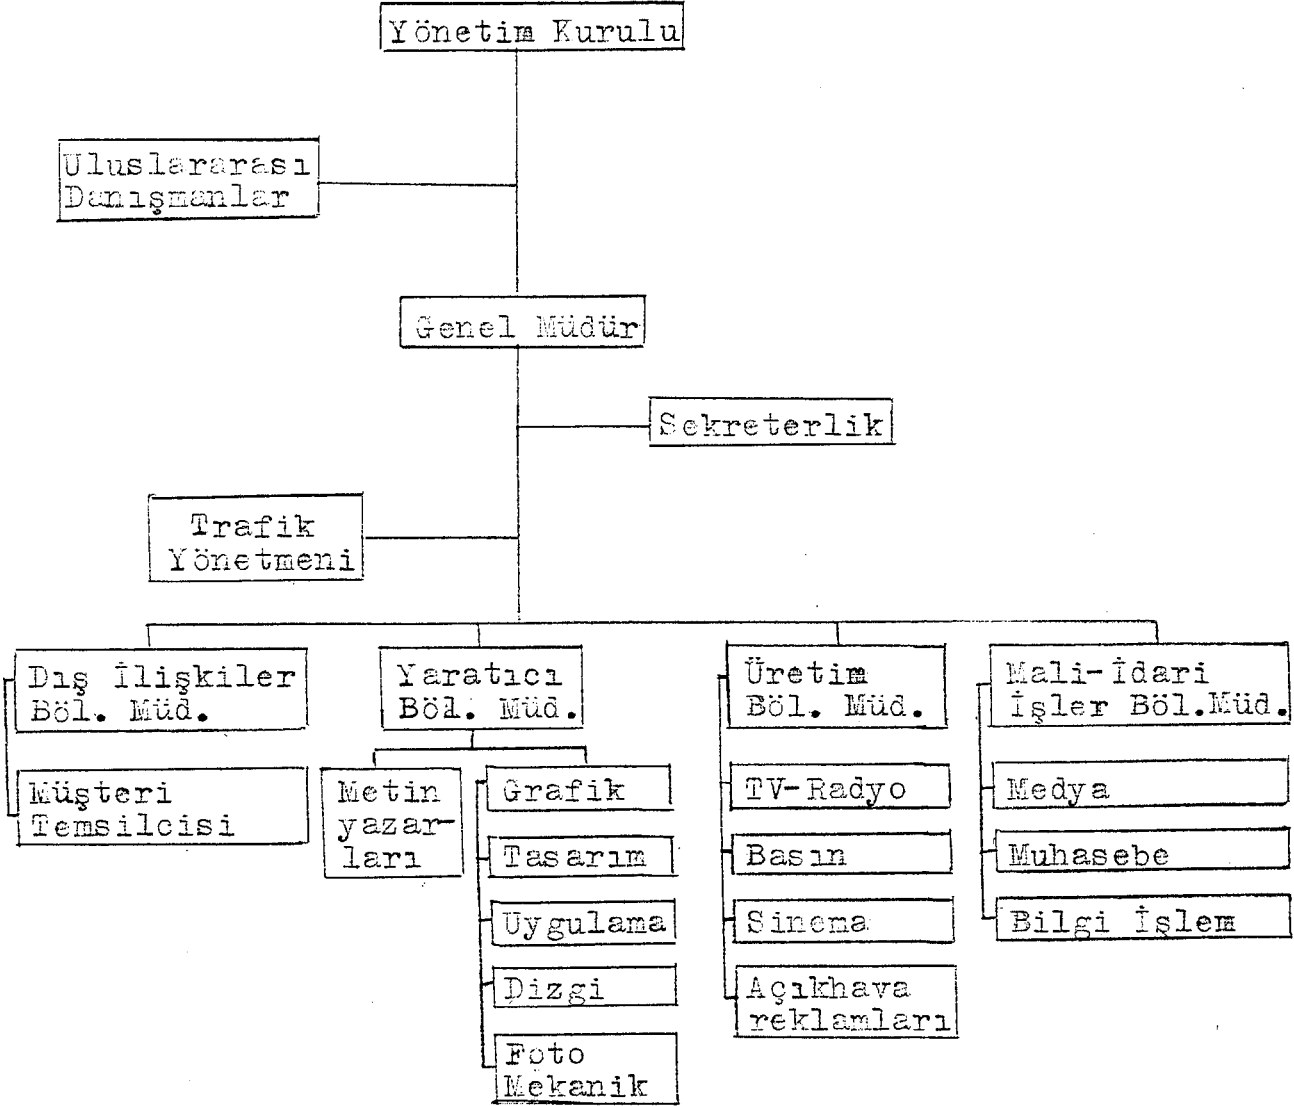 Yönetim Kurulu
Uluslararası
Danışmanlar
Genel Müdür
Sekreterlik
Trafik
Yönetmeni
Dış İlişkiler
Böl. Müd.
Yaratıcı
Böl. Müd.
Üretim
Böl. Müd.
Mali-İdari
İşler Böl.Müd.
Müşteri
Temsilcisi
Metin
yazar-
ları
Grafik
Tasarım
Uygulama
Dizgi
Foto
Mekanik
TV-Radyo
Basın
Sinema
Açıkhava
reklamları
Medya
Muhasebe
Bilgi İşlem